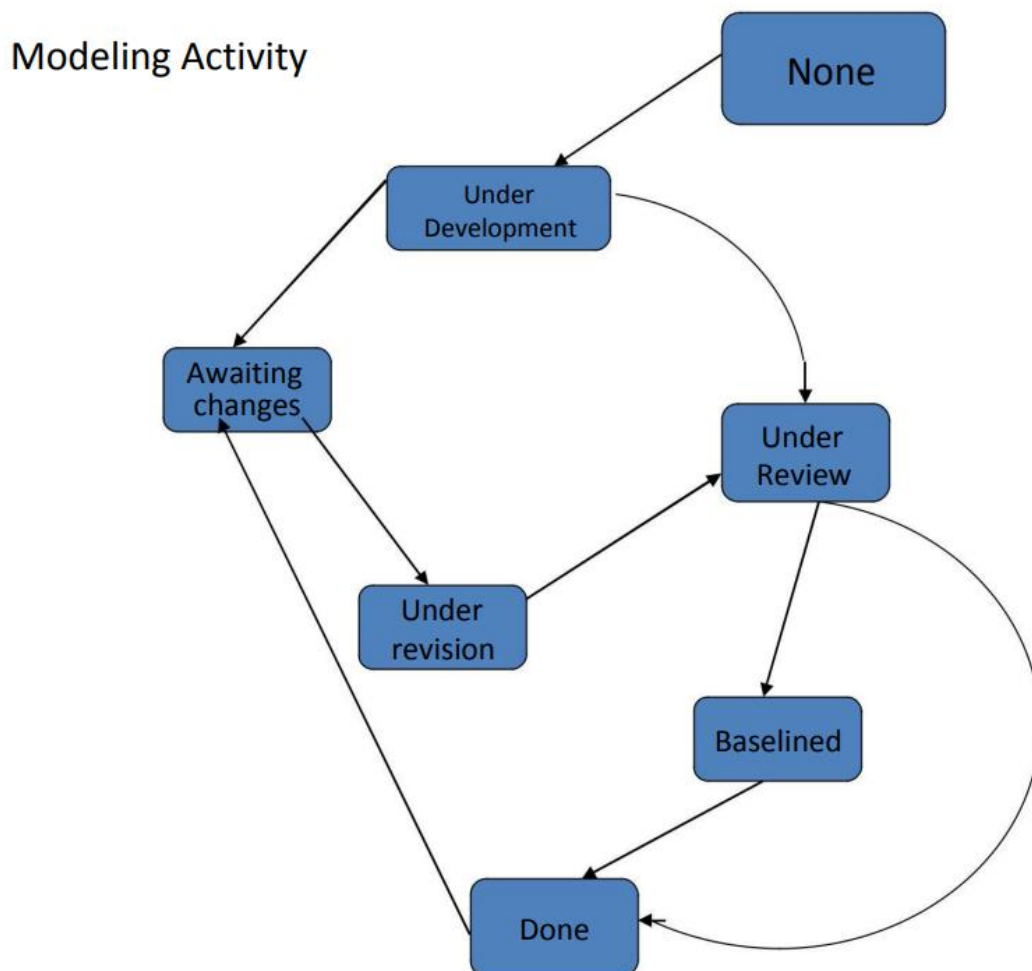 Modeling Activity
None
Under
Development
Awaiting
changes
Under
Review
Under
revision
Baselined
Done